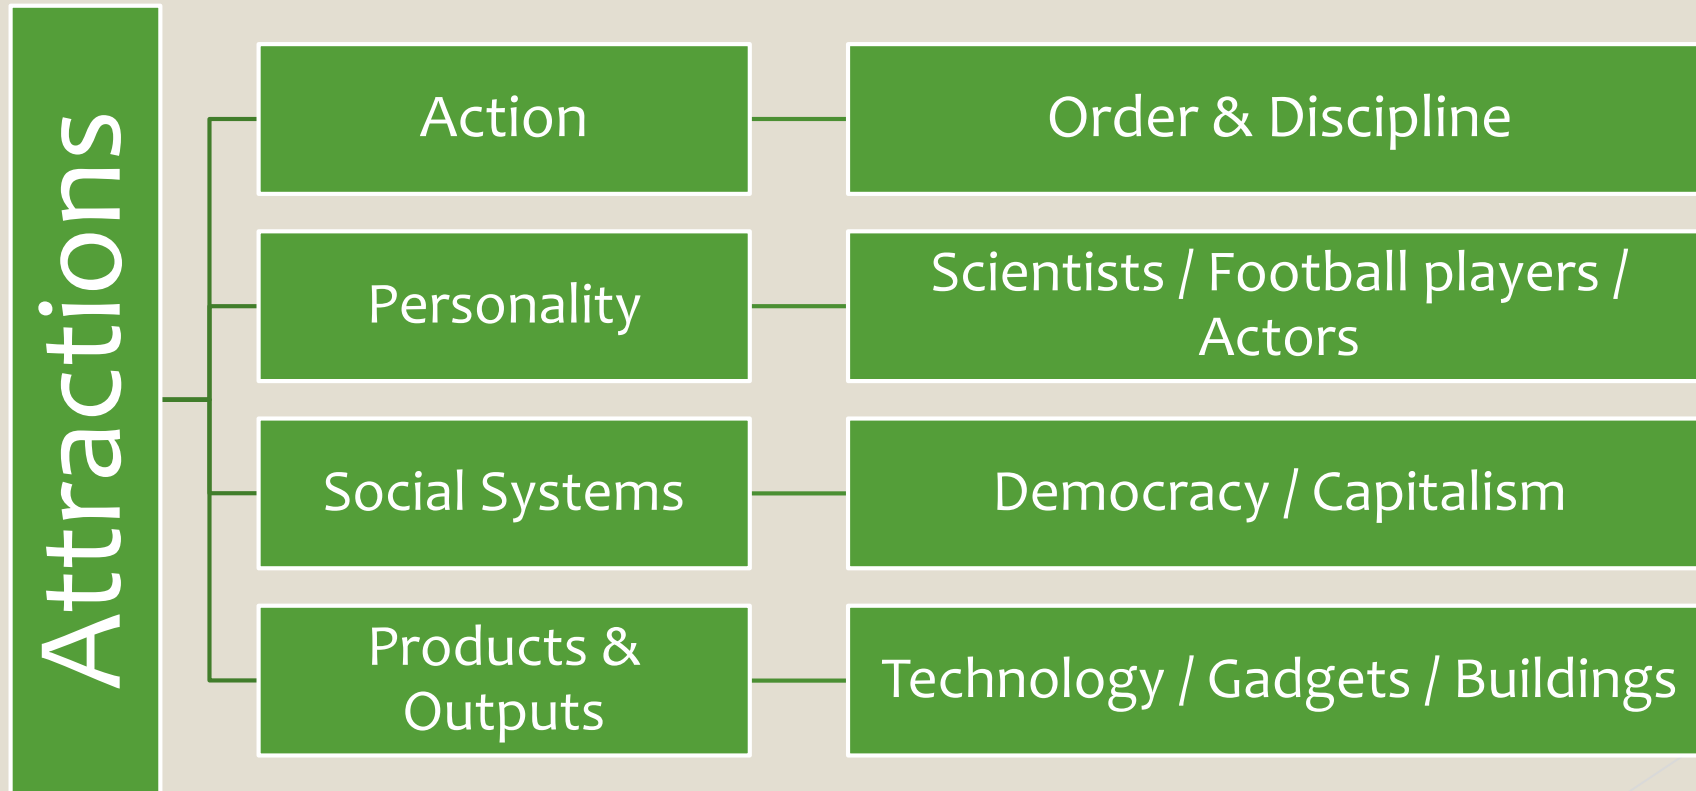 Attractions
Action
Order & Discipline
Personality
Scientists / Football players /
Actors
Social Systems
Democracy / Capitalism
Products &
Outputs
Technology / Gadgets / Buildings